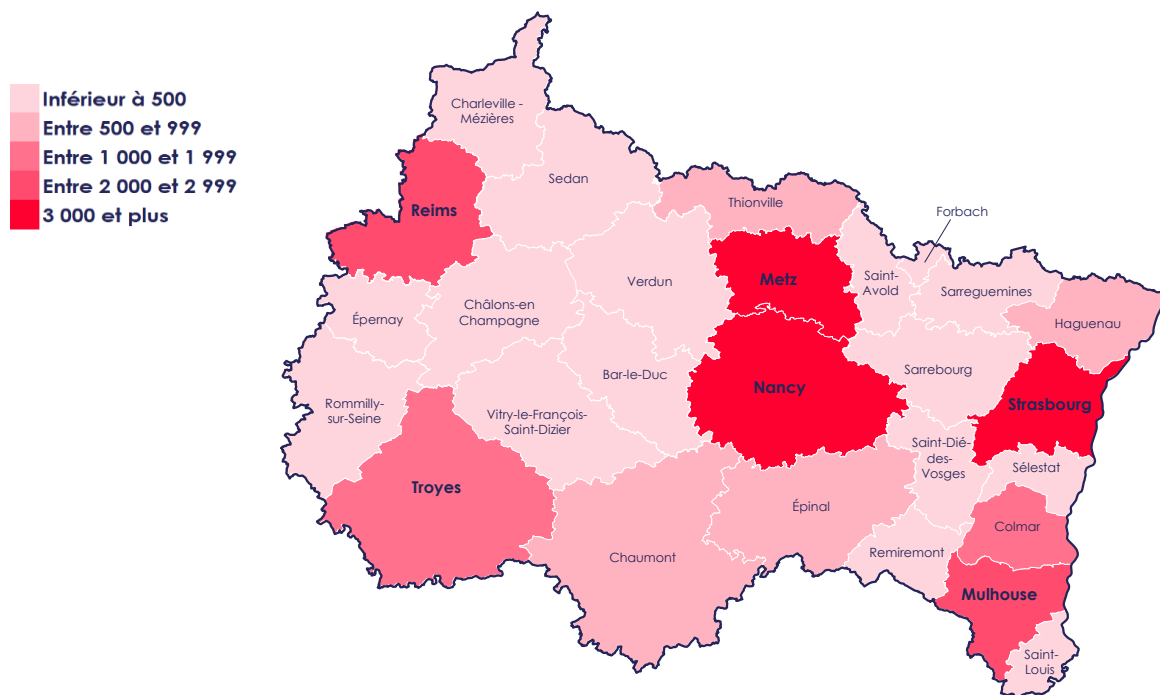 Inférieur à 500
Entre 500 et 999
Entre 1 000 et 1 999
Entre 2 000 et 2 999
3 000 et plus
Charleville -
Mézières
Sedan
Reims
Thionville
Forbach
Metz
Verdun
Saint-
Avold
Sarreguemines
Châlons-en
Champagne
Épernay
Haguenau
Bar-le-Duc
Sarrebourg
Nancy
Strasbourg
Rommilly-
sur-Seine
Vitry-le-François-
Saint-Dizier
Saint-Dié-
des-
Vosges
Sélestat
Troyes
Épinal
Colmar
Chaumont
Remiremont
Mulhouse
Saint-
Louis